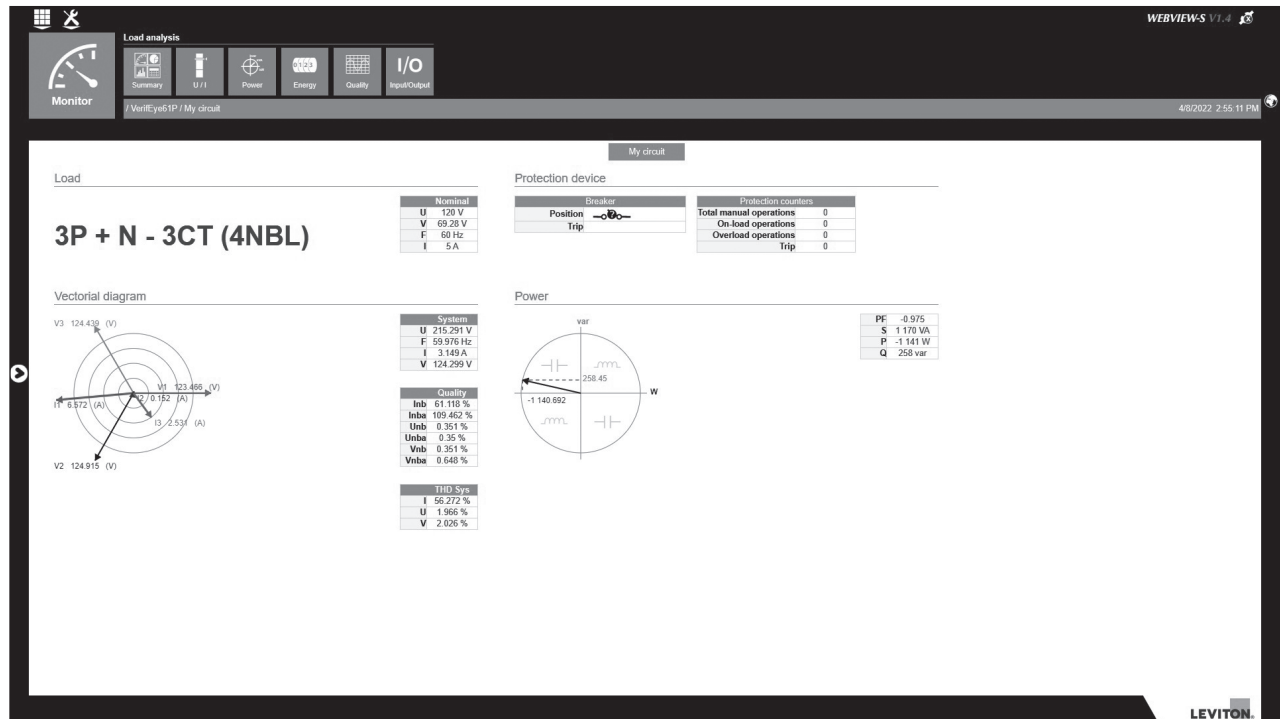 WEBVIEW-S V1.4
Load analysis
Monitor
Summary
U / I
Power
0 1 2 3
Energy
Quality
I/O
Input/Output
/ VerifEye61P / My circuit
4/8/2022 2:55:11 PM
My circuit
Load
3P + N - 3CT (4NBL)
Nominal
U 120 V
V 69.28 V
F 60 Hz
I 5 A
Protection device
Breaker
Position ?
Trip
Protection counters
Total manual operations 0
On-load operations 0
Overload operations 0
Trip 0
Vectorial diagram
V3 124.439 (V)
V1 123.466 (V)
I2 0.152 (A)
I1 6.572 (A)
I3 2.531 (A)
V2 124.915 (V)
System
U 215.291 V
F 59.976 Hz
I 3.149 A
V 124.299 V
Quality
Inb 61.118 %
Inba 109.462 %
Unb 0.351 %
Unba 0.35 %
Vnb 0.351 %
Vnba 0.648 %
THD Sys
I 56.272 %
U 1.966 %
V 2.026 %
Power
var
258.45
W
-1 140.692
PF -0.975
S 1 170 VA
P -1 141 W
Q 258 var
LEVITON.